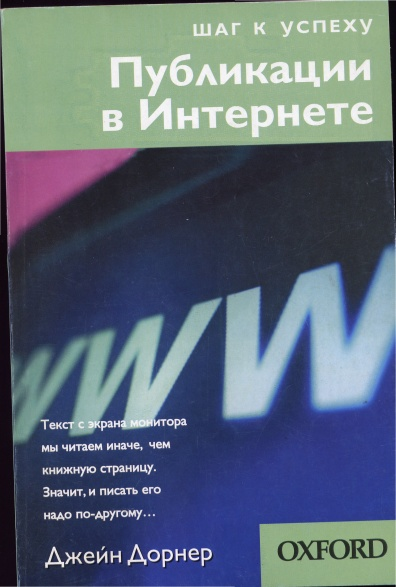 ШАГ К УСПЕХУ
Публикации
в Интернете
www
Текст с экрана монитора
мы читаем иначе, чем
книжную страницу.
Значит, и писать его
надо по-другому...
Джейн Дорнер
OXFORD